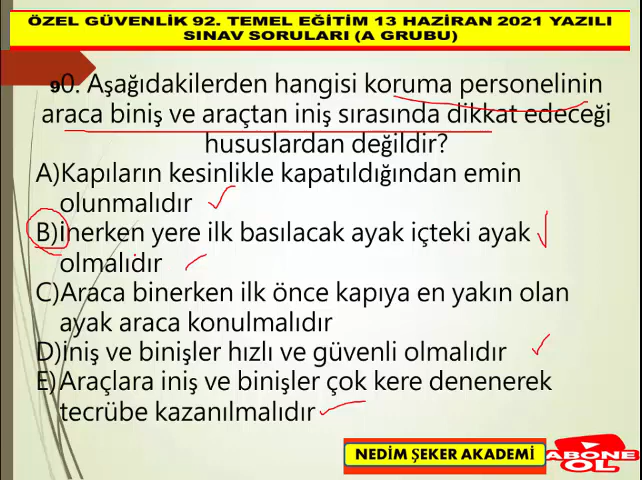 ÖZEL GÜVENLİK 92. TEMEL EĞİTİM 13 HAZİRAN 2021 YAZILI
SINAV SORULARI (A GRUBU)
90. Aşağıdakilerden hangisi koruma personelinin
araca biniş ve araçtan iniş sırasında dikkat edeceği
hususlardan değildir?
A)Kapıların kesinlikle kapatıldığından emin
olunmalıdır
B)İnerken yere ilk basılacak ayak içteki ayak
olmalıdır
C)Araca binerken ilk önce kapıya en yakın olan
ayak araca konulmalıdır
D)İniş ve binişler hızlı ve güvenli olmalıdır
E)Araçlara iniş ve binişler çok kere denenerek
tecrübe kazanılmalıdır
NEDİM ŞEKER AKADEMİ
ABONE
OL